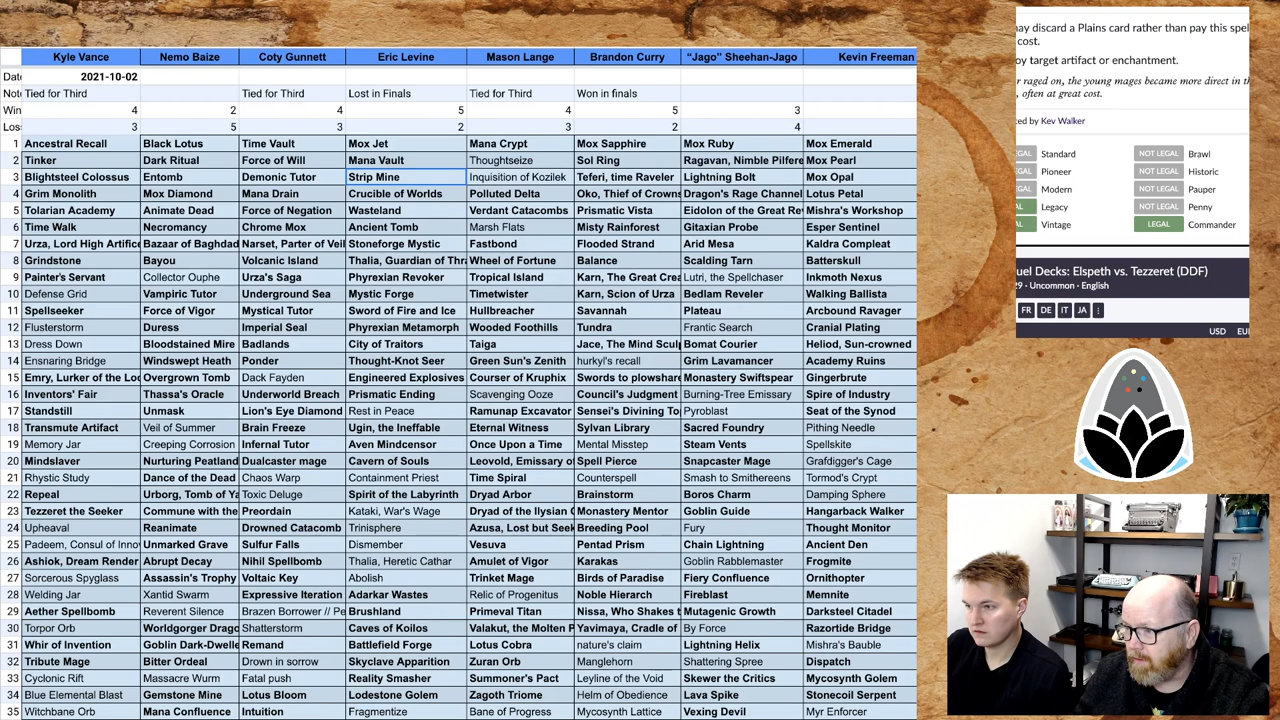 Kyle Vance Nemo Baize Coty Gunnett Eric Levine Mason Lange Brandon Curry “Jago” Sheehan-Jago Kevin Freeman
Date 2021-10-02
Note Tied for Third Tied for Third Lost in Finals Tied for Third Won in finals
Win 4 2 4 5 4 5 3
Los 3 5 3 2 3 2 4
1 Ancestral Recall Black Lotus Time Vault Mox Jet Mana Crypt Mox Sapphire Mox Ruby Mox Emerald
2 Tinker Dark Ritual Force of Will Mana Vault Thoughtseize Sol Ring Ragavan, Nimble Pilfere Mox Pearl
3 Blightsteel Colossus Entomb Demonic Tutor Strip Mine Inquisition of Kozilek Teferi, time Raveler Lightning Bolt Mox Opal
4 Grim Monolith Mox Diamond Mana Drain Crucible of Worlds Polluted Delta Oko, Thief of Crowns Dragon's Rage Channel Lotus Petal
5 Tolarian Academy Animate Dead Force of Negation Wasteland Verdant Catacombs Prismatic Vista Eidolon of the Great Rev Mishra's Workshop
6 Time Walk Necromancy Chrome Mox Ancient Tomb Marsh Flats Misty Rainforest Gitaxian Probe Esper Sentinel
7 Urza, Lord High Artifice Bazaar of Baghdad Narset, Parter of Veil Stoneforge Mystic Fastbond Flooded Strand Arid Mesa Kaldra Compleat
8 Grindstone Bayou Volcanic Island Thalia, Guardian of Thra Wheel of Fortune Balance Scalding Tarn Batterskull
9 Painter's Servant Collector Ouphe Urza's Saga Phyrexian Revoker Tropical Island Karn, The Great Crea Lutri, the Spellchaser Inkmoth Nexus
10 Defense Grid Vampiric Tutor Underground Sea Mystic Forge Timetwister Karn, Scion of Urza Bedlam Reveler Walking Ballista
11 Spellseeker Force of Vigor Mystical Tutor Sword of Fire and Ice Hullbreacher Savannah Plateau Arcbound Ravager
12 Flusterstorm Duress Imperial Seal Phyrexian Metamorph Wooded Foothills Tundra Frantic Search Cranial Plating
13 Dress Down Bloodstained Mire Badlands City of Traitors Taiga Jace, The Mind Sculp Bomat Courier Heliod, Sun-crowned
14 Ensnaring Bridge Windswept Heath Ponder Thought-Knot Seer Green Sun's Zenith hurkyl's recall Grim Lavamancer Academy Ruins
15 Emry, Lurker of the Loc Overgrown Tomb Dack Fayden Engineered Explosives Courser of Kruphix Swords to plowshare Monastery Swiftspear Gingerbrute
16 Inventors' Fair Thassa's Oracle Underworld Breach Prismatic Ending Scavenging Ooze Council's Judgment Burning-Tree Emissary Spire of Industry
17 Standstill Unmask Lion's Eye Diamond Rest in Peace Ramunap Excavator Sensei's Divining To Pyroblast Seat of the Synod
18 Transmute Artifact Veil of Summer Brain Freeze Ugin, the Ineffable Eternal Witness Sylvan Library Sacred Foundry Pithing Needle
19 Memory Jar Creeping Corrosion Infernal Tutor Aven Mindcensor Once Upon a Time Mental Misstep Steam Vents Spellskite
20 Mindslaver Nurturing Peatland Dualcaster mage Cavern of Souls Leovold, Emissary of Spell Pierce Snapcaster Mage Grafdigger's Cage
21 Rhystic Study Dance of the Dead Chaos Warp Containment Priest Time Spiral Counterspell Smash to Smithereens Tormod's Crypt
22 Repeal Urborg, Tomb of Ya Toxic Deluge Spirit of the Labyrinth Dryad Arbor Brainstorm Boros Charm Damping Sphere
23 Tezzeret the Seeker Commune with the Preordain Kataki, War's Wage Dryad of the Ilysian G Monastery Mentor Goblin Guide Hangarback Walker
24 Upheaval Reanimate Drowned Catacomb Trinisphere Azusa, Lost but Seek Breeding Pool Fury Thought Monitor
25 Padeem, Consul of Innov Unmarked Grave Sulfur Falls Dismember Vesuva Pentad Prism Chain Lightning Ancient Den
26 Ashiok, Dream Render Abrupt Decay Nihil Spellbomb Thalia, Heretic Cathar Amulet of Vigor Karakas Goblin Rabblemaster Frogmite
27 Sorcerous Spyglass Assassin's Trophy Voltaic Key Abolish Trinket Mage Birds of Paradise Fiery Confluence Ornithopter
28 Welding Jar Xantid Swarm Expressive Iteration Adarkar Wastes Relic of Progenitus Noble Hierarch Fireblast Memnite
29 Aether Spellbomb Reverent Silence Brazen Borrower // Pe Brushland Primeval Titan Nissa, Who Shakes t Mutagenic Growth Darksteel Citadel
30 Torpor Orb Worldgorger Drago Shatterstorm Caves of Koilos Valakut, the Molten P Yavimaya, Cradle of By Force Razortide Bridge
31 Whir of Invention Goblin Dark-Dwelle Remand Battlefield Forge Lotus Cobra nature's claim Lightning Helix Mishra's Bauble
32 Tribute Mage Bitter Ordeal Drown in sorrow Skyclave Apparition Zuran Orb Manglehorn Shattering Spree Dispatch
33 Cyclonic Rift Massacre Wurm Fatal push Reality Smasher Summoner's Pact Leyline of the Void Skewer the Critics Mycosynth Golem
34 Blue Elemental Blast Gemstone Mine Lotus Bloom Lodestone Golem Zagoth Triome Helm of Obedience Lava Spike Stonecoil Serpent
35 Witchbane Orb Mana Confluence Intuition Fragmentize Bane of Progress Mycosynth Lattice Vexing Devil Myr Enforcer
may discard a Plains card rather than pay this spel
cost.
oy target artifact or enchantment.
r raged on, the young mages became more direct in th
, often at great cost.
ted by Kev Walker
GAL Standard NOT LEGAL Brawl
GAL Pioneer NOT LEGAL Historic
GAL Modern NOT LEGAL Pauper
L Legacy NOT LEGAL Penny
L Vintage LEGAL Commander
uel Decks: Elspeth vs. Tezzeret (DDF)
29 · Uncommon · English
FR DE IT JA
USD EU